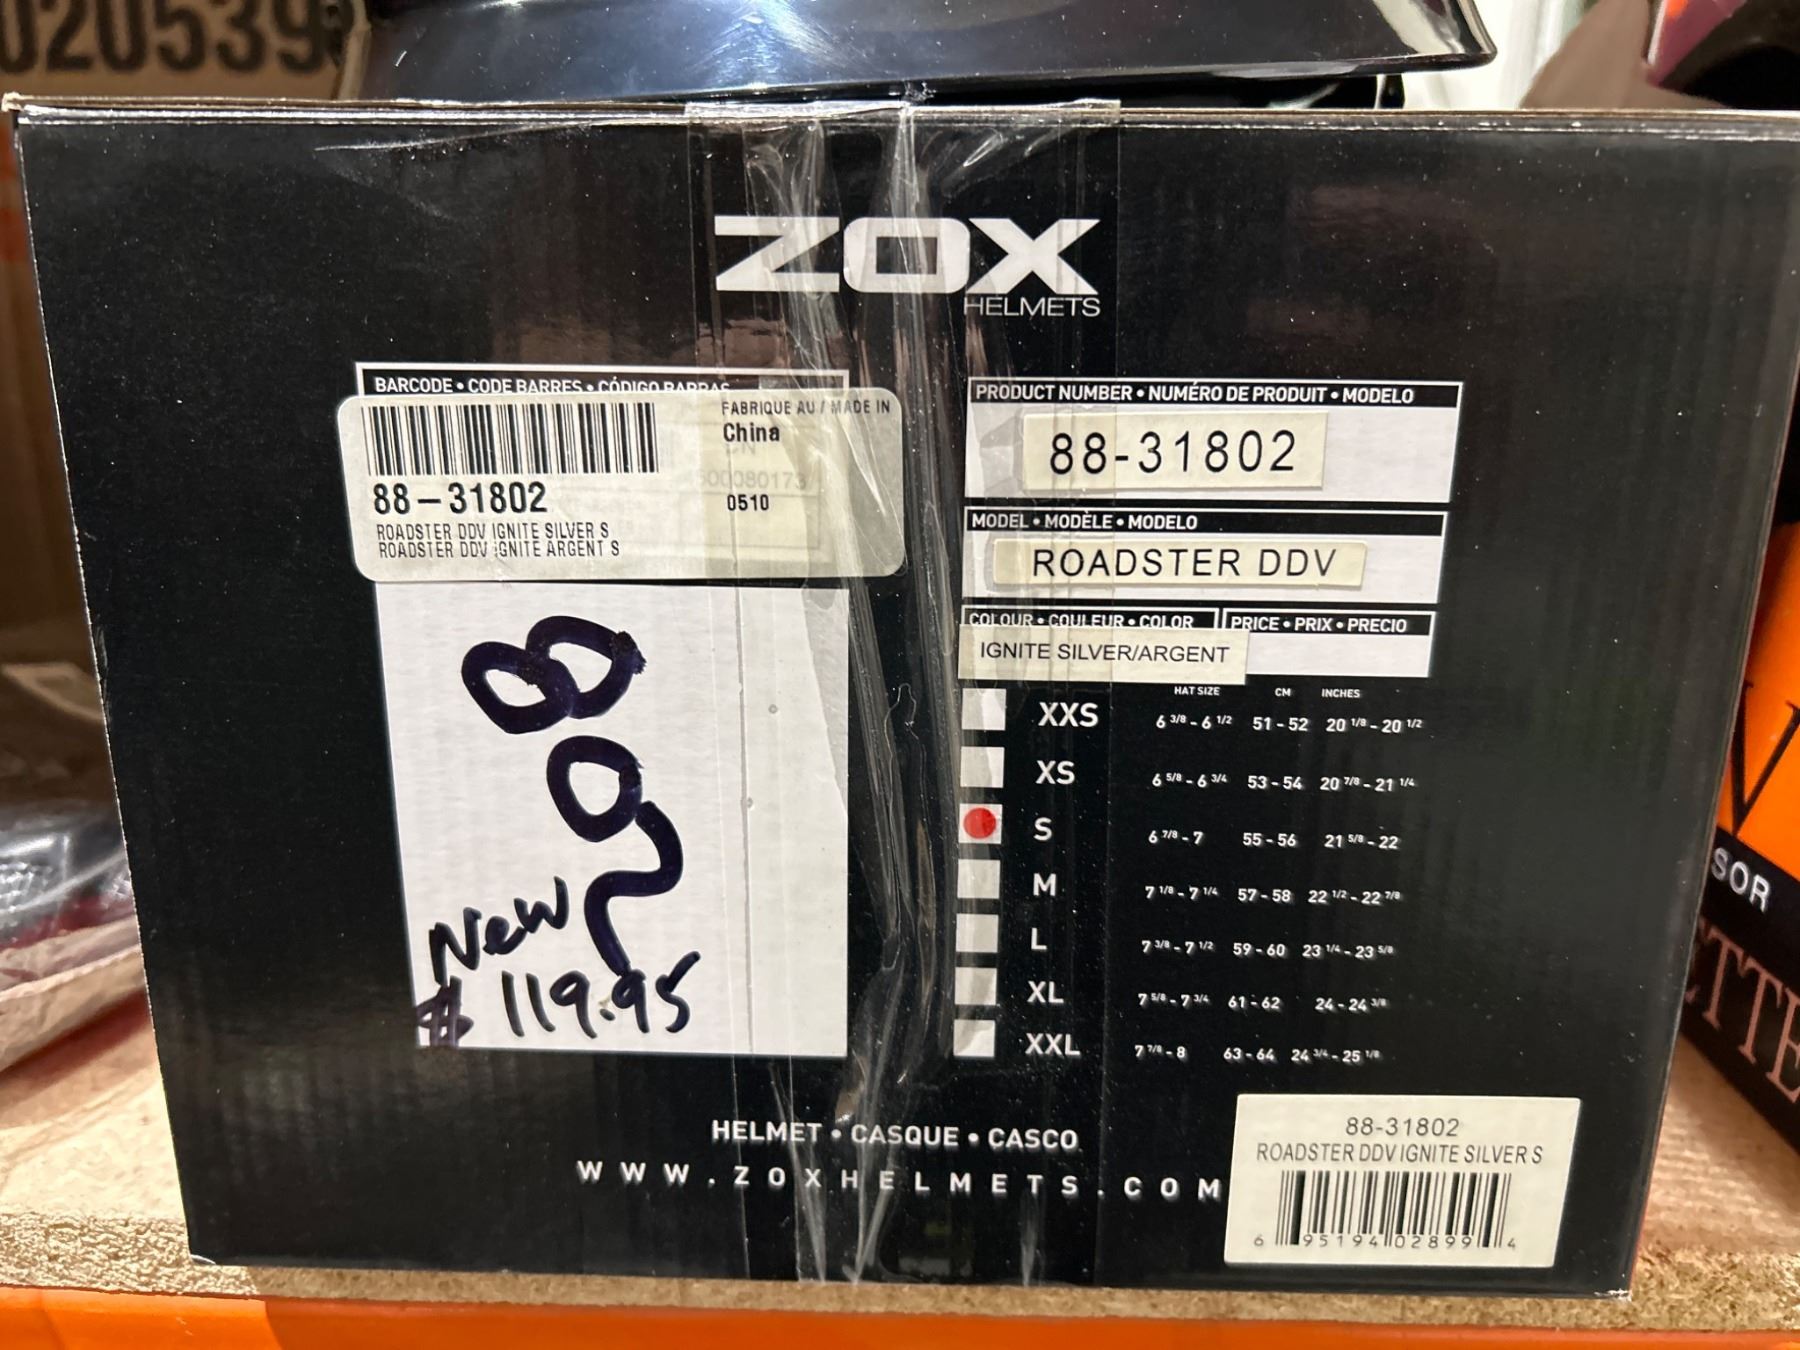 020539
ZOX
HELMETS
BARCODE • CODE BARRES • CÓDIGO BARRAS
FABRIQUE AU / MADE IN
China
88-31802
0510
ROADSTER DDV IGNITE SILVER S
ROADSTER DDV IGNITE ARGENT S
New
$ 119.95
PRODUCT NUMBER • NUMÉRO DE PRODUIT • MODELO
88-31802
MODEL • MODÈLE • MODELO
ROADSTER DDV
COLOUR • COULEUR • COLOR
PRICE • PRIX • PRECIO
IGNITE SILVER/ARGENT
HAT SIZE CM INCHES
XXS 6 3/8 - 6 1/2 51 - 52 20 1/8 - 20 1/2
XS 6 5/8 - 6 3/4 53 - 54 20 7/8 - 21 1/4
S 6 7/8 - 7 55 - 56 21 5/8 - 22
M 7 1/8 - 7 1/4 57 - 58 22 1/2 - 22 7/8
L 7 3/8 - 7 1/2 59 - 60 23 1/4 - 23 5/8
XL 7 5/8 - 7 3/4 61 - 62 24 - 24 3/8
XXL 7 7/8 - 8 63 - 64 24 3/4 - 25 1/8
HELMET • CASQUE • CASCO
WWW.ZOXHELMETS.COM
88-31802
ROADSTER DDV IGNITE SILVER S
6 95194 02899 4
SOR